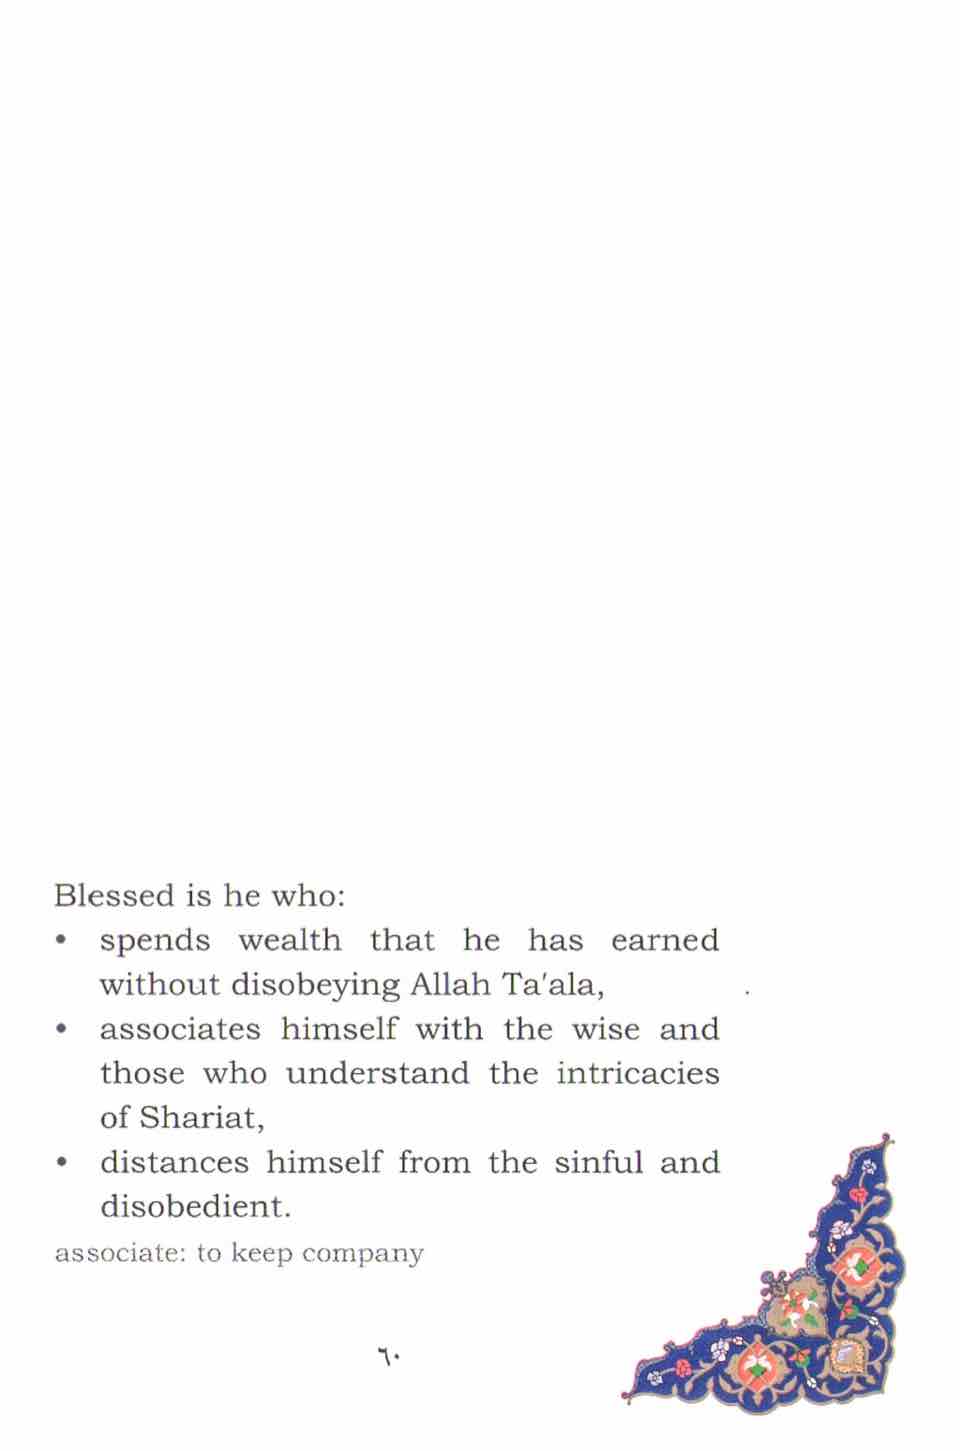 Blessed is he who:
• spends wealth that he has earned
without disobeying Allah Ta'ala,
• associates himself with the wise and
those who understand the intricacies
of Shariat,
• distances himself from the sinful and
disobedient.
associate: to keep company
٦٠